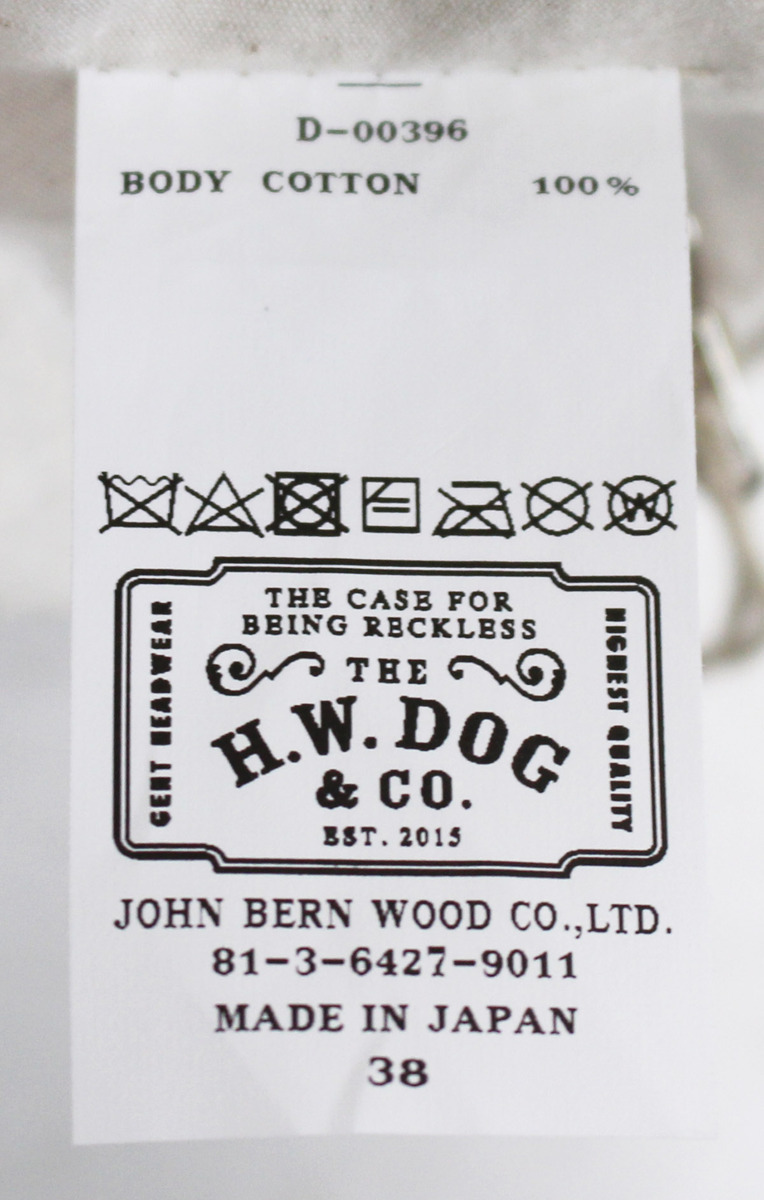 D-00396
BODY COTTON 100%
W
THE CASE FOR
BEING RECKLESS
THE
H.W. DOG
& CO.
EST. 2015
GENT HEADWEAR
HIGHEST QUALITY
JOHN BERN WOOD CO.,LTD.
81-3-6427-9011
MADE IN JAPAN
38